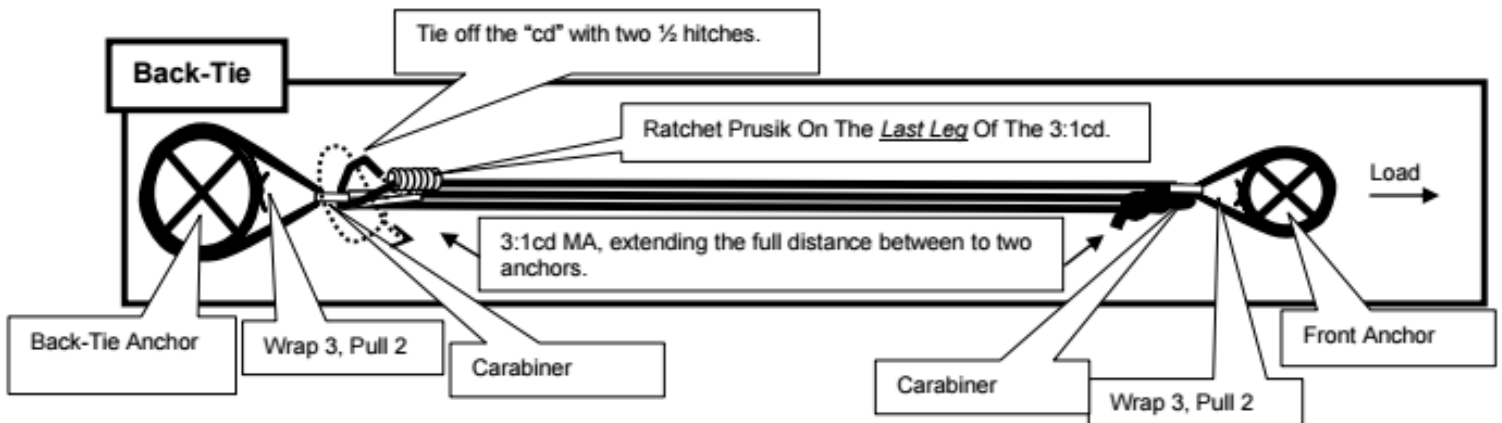 Tie off the “cd” with two ½ hitches.
Back-Tie
Ratchet Prusik On The Last Leg Of The 3:1cd.
Load
3:1cd MA, extending the full distance between to two
anchors.
Back-Tie Anchor
Wrap 3, Pull 2
Carabiner
Carabiner
Wrap 3, Pull 2
Front Anchor